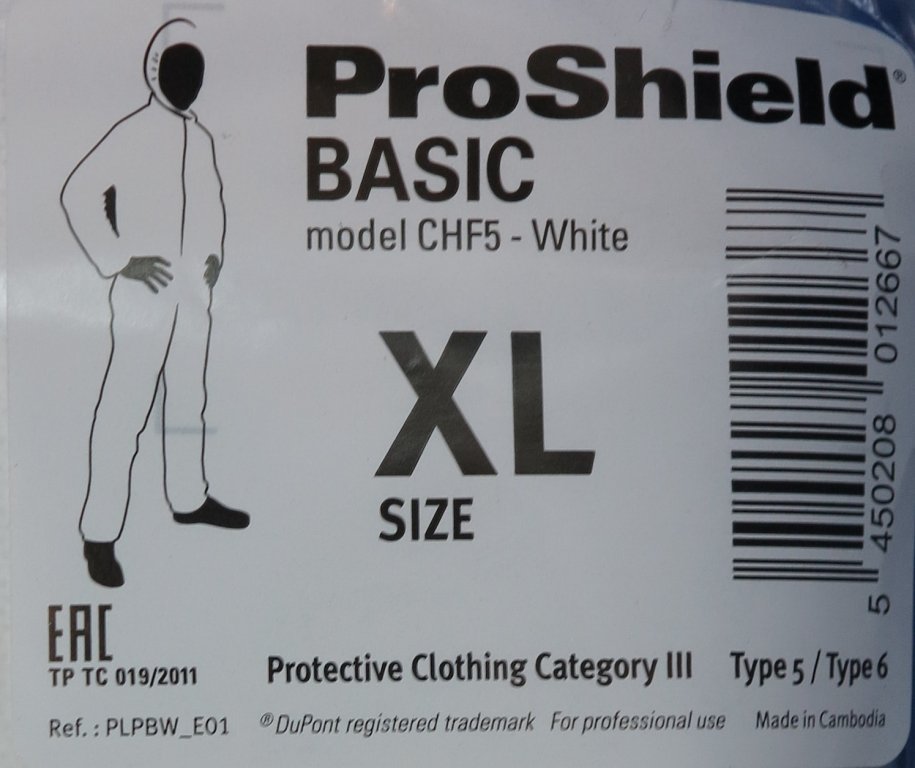 ProShield®
BASIC
model CHF5 - White
XL
SIZE
5 450208 012667
EAC
TP TC 019/2011
Protective Clothing Category III Type 5 / Type 6
Ref. : PLPBW_E01 ®DuPont registered trademark For professional use Made in Cambodia